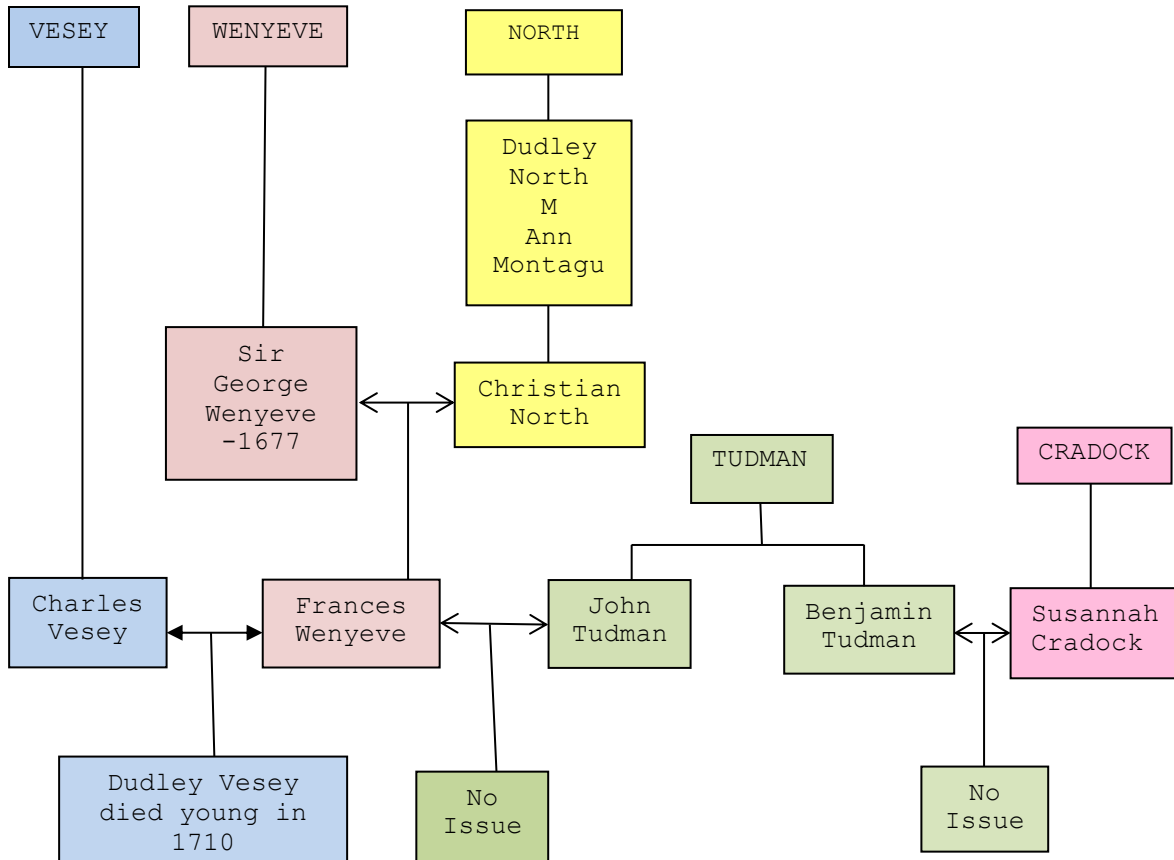 VESEY
WENYEVE
NORTH
Dudley
North
M
Ann
Montagu
Sir
George
Wenyeve
-1677
Christian
North
TUDMAN
CRADOCK
Charles
Vesey
Frances
Wenyeve
John
Tudman
Benjamin
Tudman
Susannah
Cradock
Dudley Vesey
died young in
1710
No
Issue
No
Issue